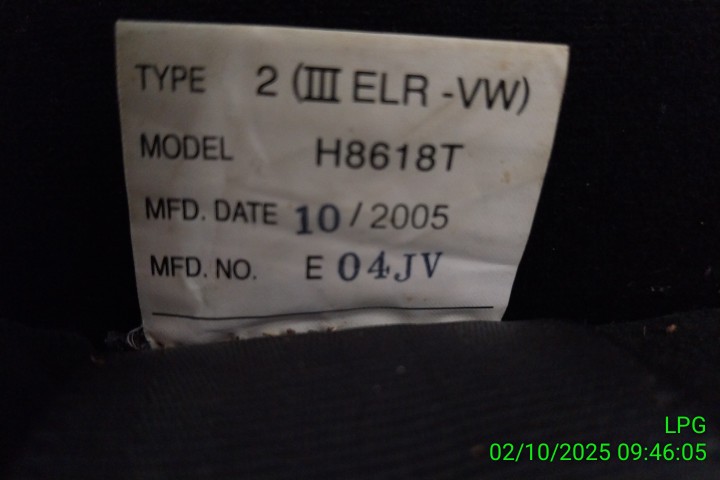 TYPE 2 (III ELR -VW)
MODEL H8618T
MFD. DATE 10 / 2005
MFD. NO. E 04JV
LPG
02/10/2025 09:46:05